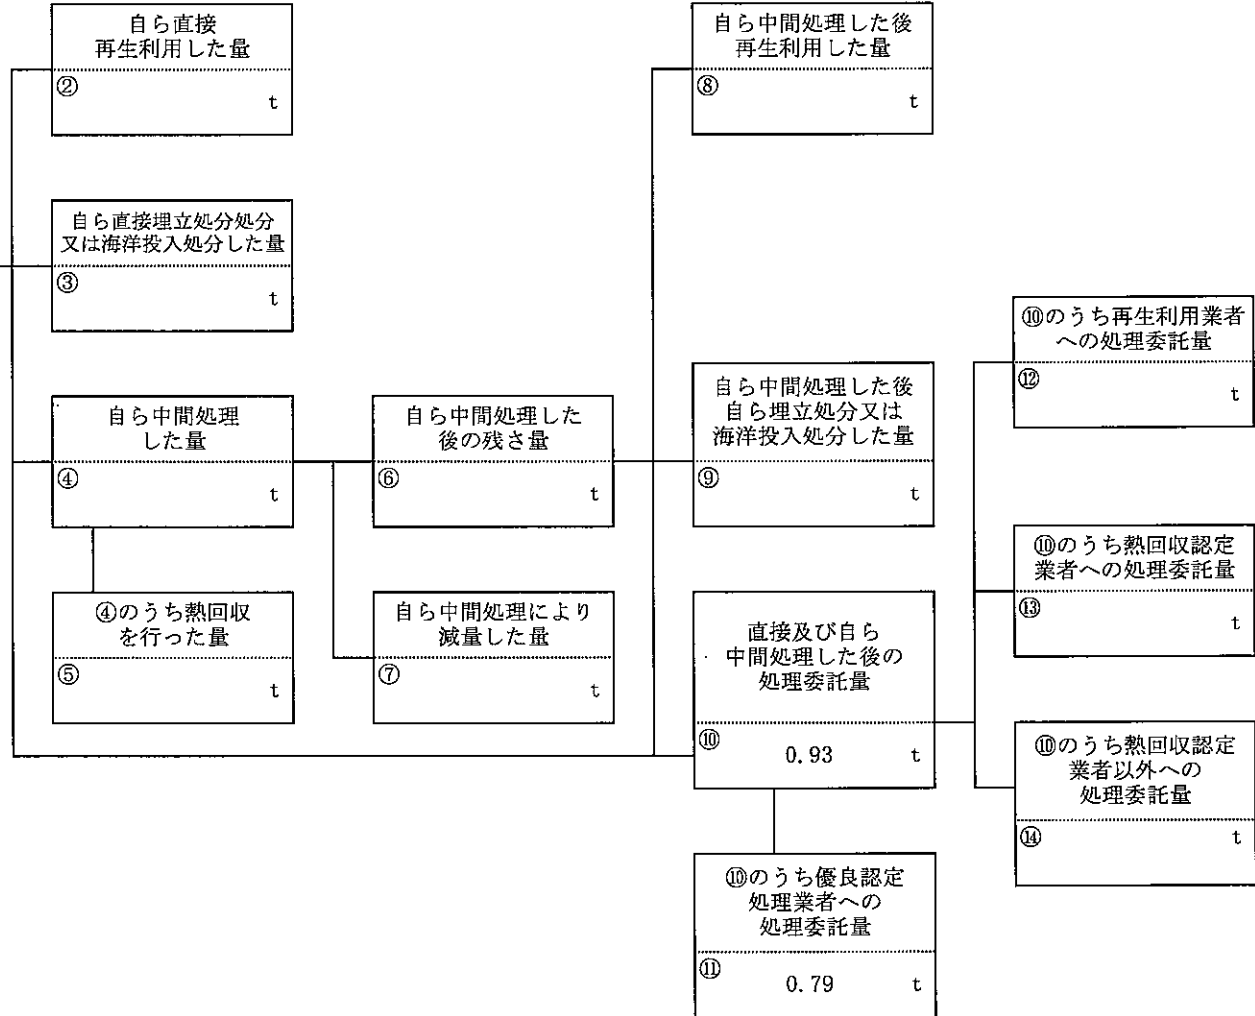 自ら直接
再生利用した量
②
t
自ら中間処理した後
再生利用した量
⑧
t
自ら直接埋立処分処分
又は海洋投入処分した量
③
t
⑩のうち再生利用業者
への処理委託量
⑫
t
自ら中間処理
した量
④
t
自ら中間処理した
後の残さ量
⑥
t
自ら中間処理した後
自ら埋立処分又は
海洋投入処分した量
⑨
t
⑩のうち熱回収認定
業者への処理委託量
⑬
t
④のうち熱回収
を行った量
⑤
t
自ら中間処理により
減量した量
⑦
t
直接及び自ら
中間処理した後の
処理委託量
⑩ 0.93 t
⑩のうち熱回収認定
業者以外への
処理委託量
⑭
t
⑩のうち優良認定
処理業者への
処理委託量
⑪ 0.79 t